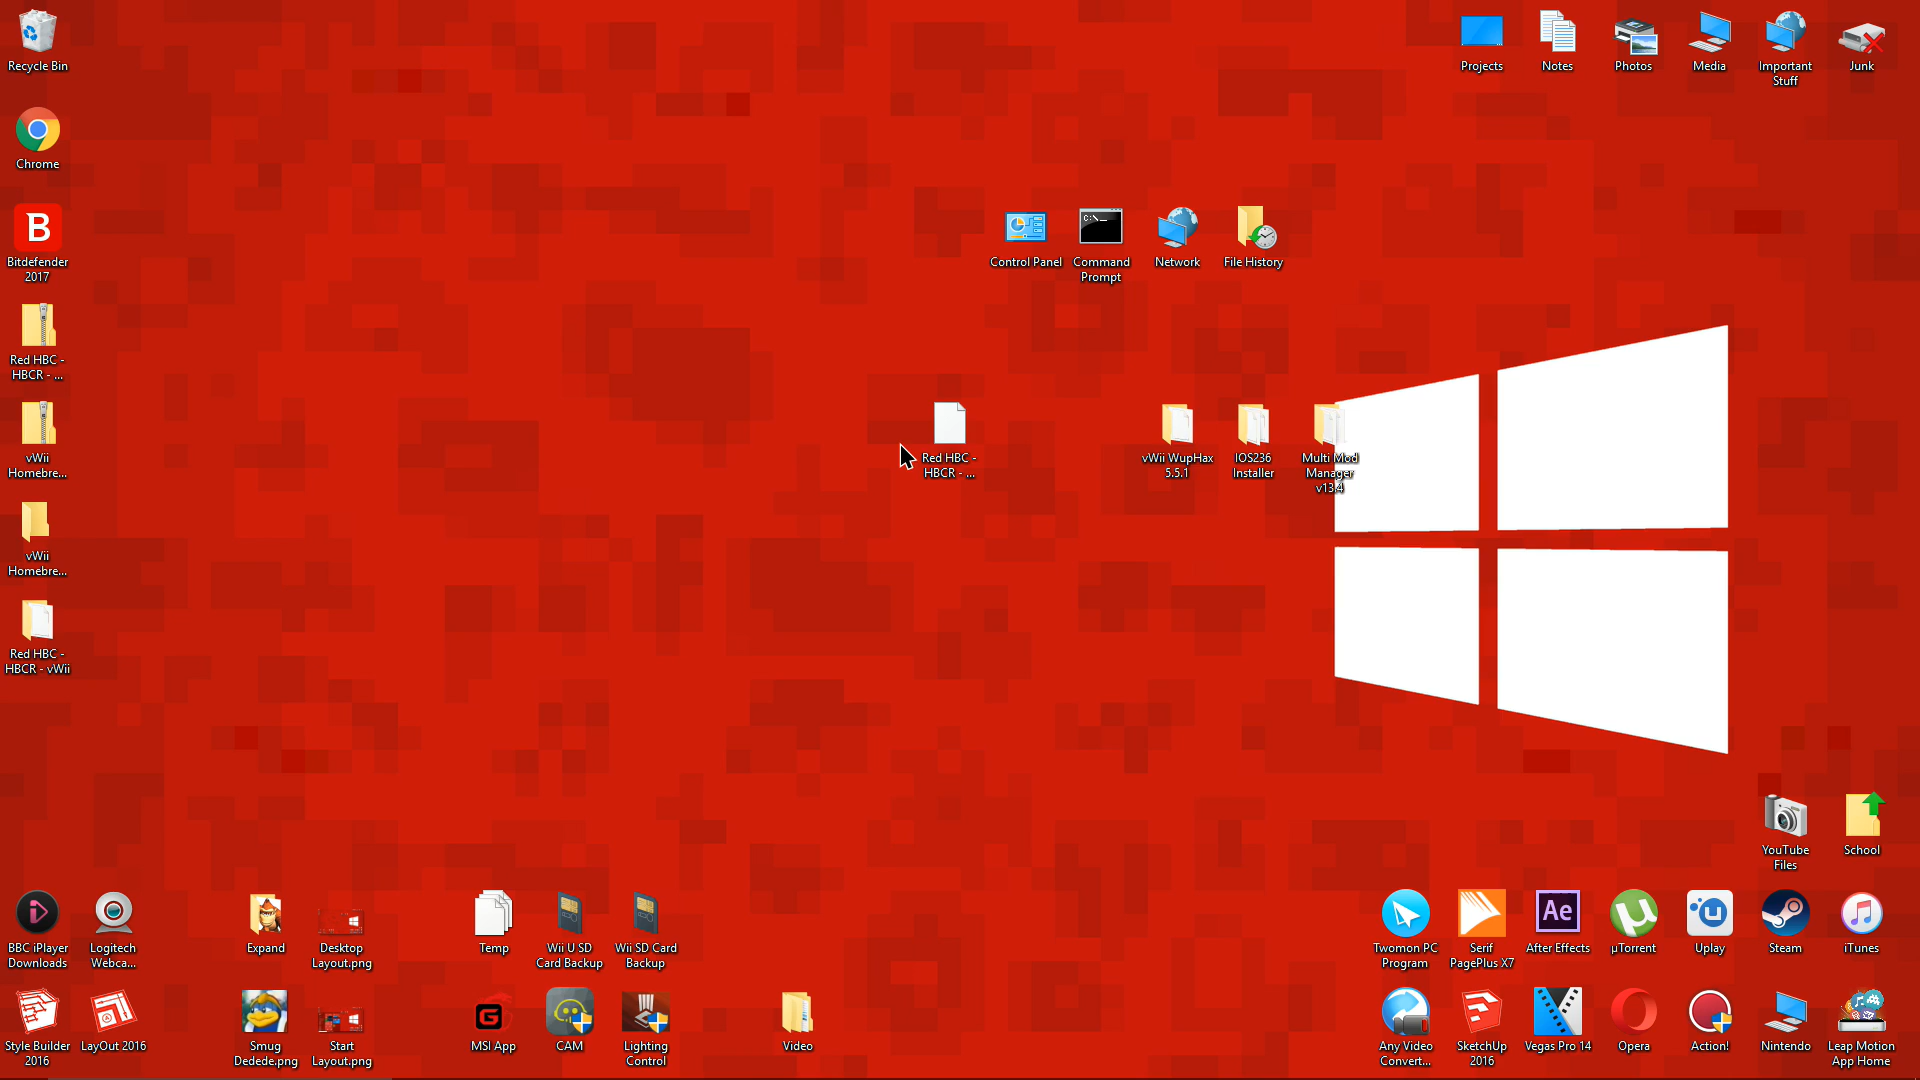 Recycle Bin
Projects
Notes
Photos
Media
Important
Stuff
Junk
Chrome
B
Bitdefender
2017
C:\_
Control Panel
Command
Prompt
Network
File History
Red HBC -
HBCR - ...
vWii
Homebre...
Red HBC -
HBCR - ...
vWii WupHax
5.5.1
IOS236
Installer
Multi Mod
Manager
v13.4
vWii
Homebre...
Red HBC -
HBCR - vWii
YouTube
Files
School
BBC iPlayer
Downloads
Logitech
Webca...
Expand
Desktop
Layout.png
Temp
Wii U SD
Card Backup
Wii SD Card
Backup
Twomon PC
Program
Serif
PagePlus X7
Ae
After Effects
µ
µTorrent
u
Uplay
Steam
iTunes
Style Builder
2016
LayOut 2016
Smug
Dedede.png
Start
Layout.png
G
MSI App
CAM
Lighting
Control
Video
Any Video
Convert...
SketchUp
2016
Vegas Pro 14
Opera
Action!
Nintendo
Leap Motion
App Home